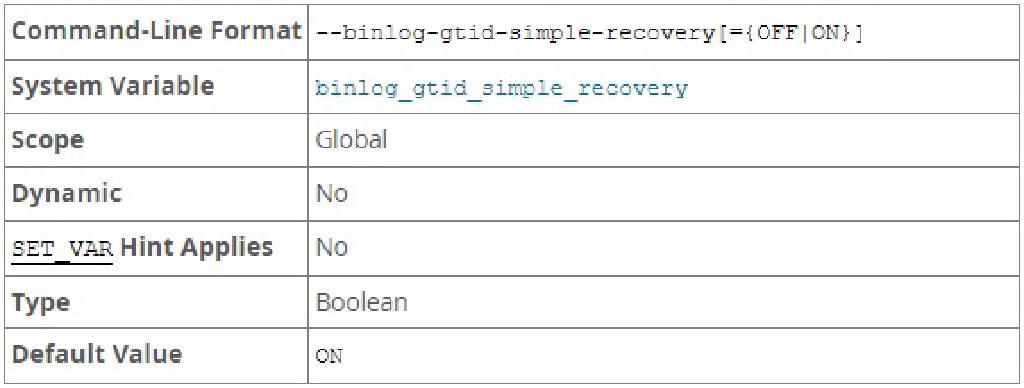 Command-Line Format --binlog-gtid-simple-recovery[={OFF|ON}]
System Variable binlog_gtid_simple_recovery
Scope Global
Dynamic No
SET_VAR Hint Applies No
Type Boolean
Default Value ON